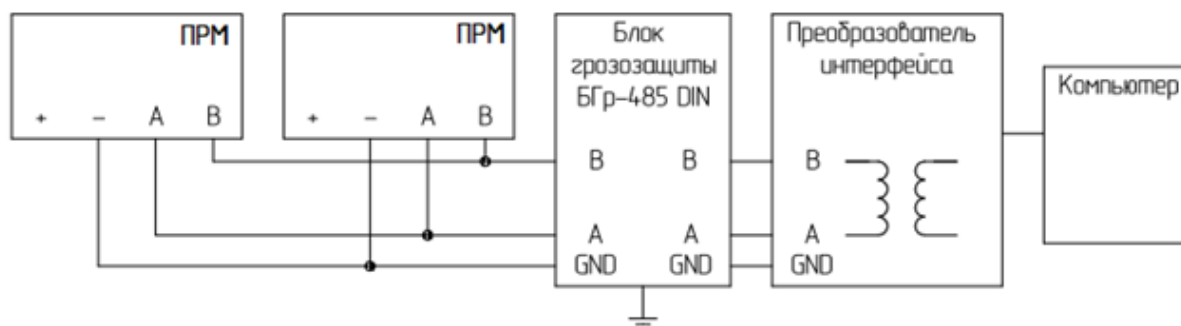 ПРМ
+ – А В
ПРМ
+ – А В
Блок
грозозащиты
БГр-485 DIN
В В
А А
GND GND
Преобразователь
интерфейса
В
А
GND
Компьютер